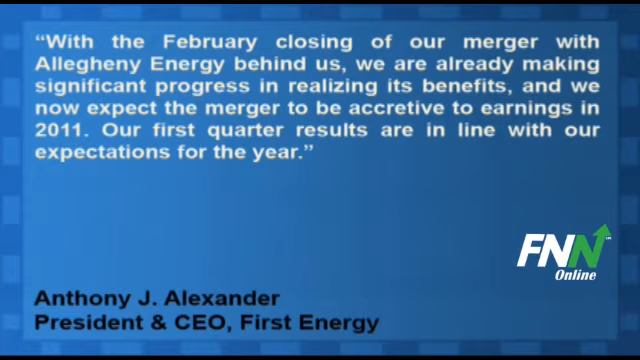 “With the February closing of our merger with
Allegheny Energy behind us, we are already making
significant progress in realizing its benefits, and we
now expect the merger to be accretive to earnings in
2011. Our first quarter results are in line with our
expectations for the year.”
FNN
Online
Anthony J. Alexander
President & CEO, First Energy